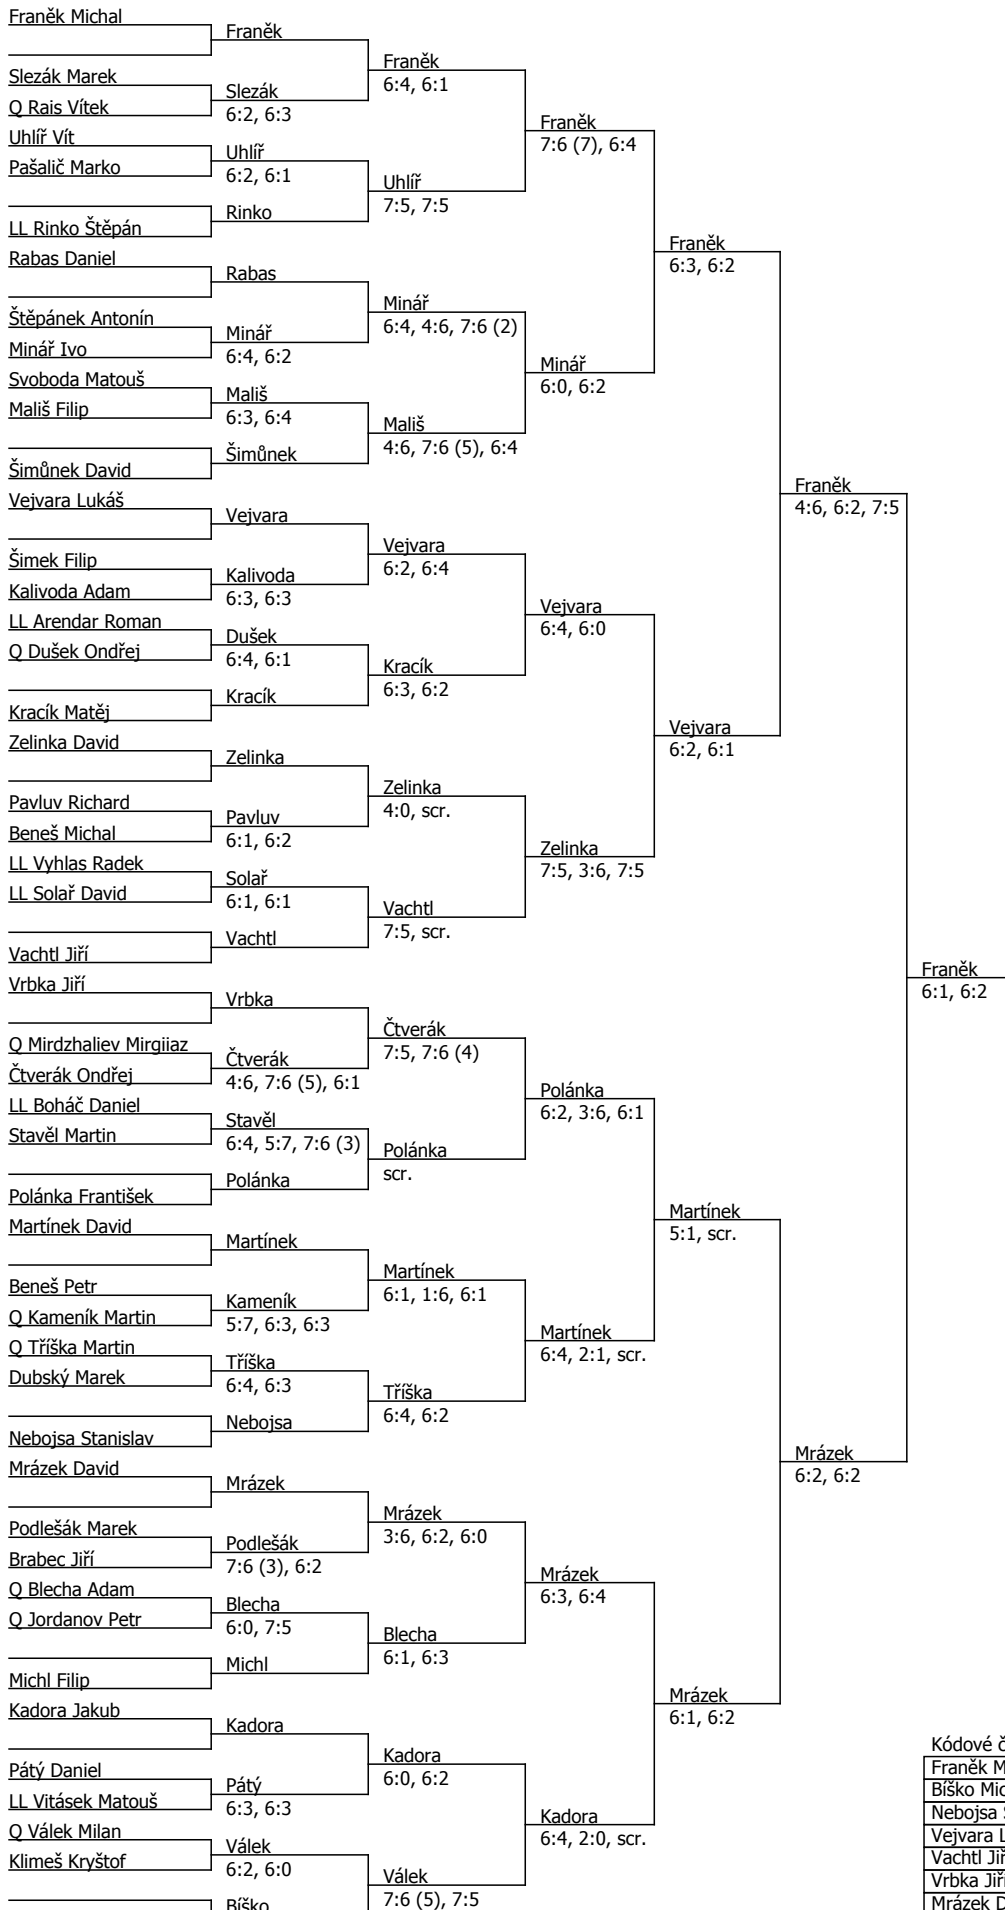 Franěk Michal
Franěk
Franěk
6:4, 6:1
Slezák Marek
Slezák
6:2, 6:3
Q Rais Vítek
Franěk
7:6 (7), 6:4
Uhlíř Vít
Uhlíř
6:2, 6:1
Pašalič Marko
Uhlíř
7:5, 7:5
Rinko
LL Rinko Štěpán
Franěk
6:3, 6:2
Rabas Daniel
Rabas
Minář
6:4, 4:6, 7:6 (2)
Štěpánek Antonín
Minář
6:4, 6:2
Minář Ivo
Minář
6:0, 6:2
Svoboda Matouš
Mališ
6:3, 6:4
Mališ Filip
Mališ
4:6, 7:6 (5), 6:4
Šimůnek
Šimůnek David
Franěk
4:6, 6:2, 7:5
Vejvara Lukáš
Vejvara
Vejvara
6:2, 6:4
Šimek Filip
Kalivoda
6:3, 6:3
Kalivoda Adam
Vejvara
6:4, 6:0
LL Arendar Roman
Dušek
6:4, 6:1
Q Dušek Ondřej
Kracík
6:3, 6:2
Kracík
Kracík Matěj
Vejvara
6:2, 6:1
Zelinka David
Zelinka
Zelinka
4:0, scr.
Pavluv Richard
Pavluv
6:1, 6:2
Beneš Michal
Zelinka
7:5, 3:6, 7:5
LL Vyhlas Radek
Solař
6:1, 6:1
LL Solař David
Vachtl
7:5, scr.
Vachtl
Vachtl Jiří
Franěk
6:1, 6:2
Vrbka Jiří
Vrbka
Čtverák
7:5, 7:6 (4)
Q Mirdzhaliev Mirgiiaz
Čtverák
4:6, 7:6 (5), 6:1
Čtverák Ondřej
Polánka
6:2, 3:6, 6:1
LL Boháč Daniel
Stavěl
6:4, 5:7, 7:6 (3)
Stavěl Martin
Polánka
scr.
Polánka
Polánka František
Martínek
5:1, scr.
Martínek David
Martínek
Martínek
6:1, 1:6, 6:1
Beneš Petr
Kameník
5:7, 6:3, 6:3
Q Kameník Martin
Martínek
6:4, 2:1, scr.
Q Tříška Martin
Tříška
6:4, 6:3
Dubský Marek
Tříška
6:4, 6:2
Nebojsa
Nebojsa Stanislav
Mrázek
6:2, 6:2
Mrázek David
Mrázek
Mrázek
3:6, 6:2, 6:0
Podlešák Marek
Podlešák
7:6 (3), 6:2
Brabec Jiří
Mrázek
6:3, 6:4
Q Blecha Adam
Blecha
6:0, 7:5
Q Jordanov Petr
Blecha
6:1, 6:3
Michl
Michl Filip
Mrázek
6:1, 6:2
Kadora Jakub
Kadora
Kadora
6:0, 6:2
Pátý Daniel
Pátý
6:3, 6:3
LL Vitásek Matouš
Kadora
6:4, 2:0, scr.
Q Válek Milan
Válek
6:2, 6:0
Klimeš Kryštof
Válek
7:6 (5), 7:5
Bíško
Kódové č
Franěk M
Bíško Mic
Nebojsa
Vejvara L
Vachtl Jiř
Vrbka Jiří
Mrázek D